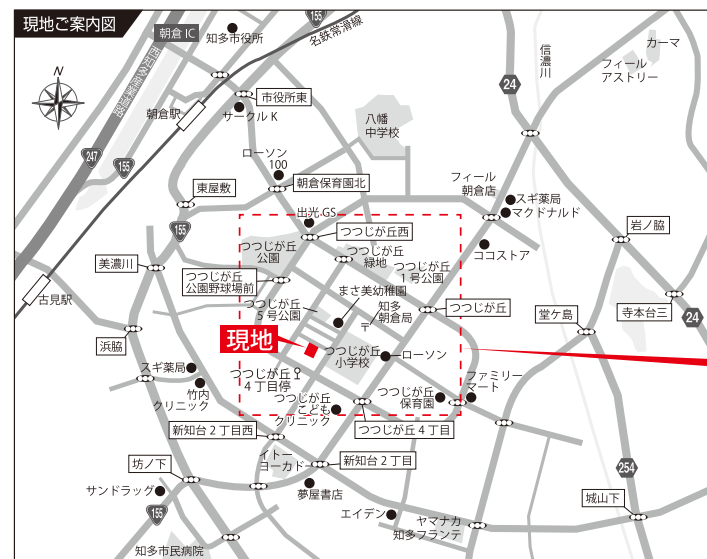 現地ご案内図
朝倉 IC
知多市役所
155
名鉄常滑線
西知多産業道路
N
信濃川
カーマ
フィール
アストリー
24
市役所東
サークル K
朝倉駅
八幡
中学校
247
155
ローソン
100
朝倉保育園北
東屋敷
フィール
朝倉店
スギ薬局
マクドナルド
出光 GS
155
つつじが丘西
岩ノ脇
つつじが丘
公園
つつじが丘
緑地
ココストア
美濃川
つつじが丘
公園野球場前
つつじが丘
1号公園
古見駅
まさ美幼稚園
つつじが丘
5号公園
知多
朝倉局
〒
つつじが丘
堂ケ島
寺本台三
24
浜脇
現地
つつじが丘
小学校
ローソン
スギ薬局
竹内
クリニック
つつじが丘
4丁目停
ファミリー
マート
つつじが丘
こども
クリニック
つつじが丘
保育園
新知台2丁目西
つつじが丘4丁目
坊ノ下
イトー
ヨーカドー
新知台2丁目
254
サンドラッグ
夢屋書店
城山下
155
エイデン
ヤマナカ
知多フランテ
知多市民病院